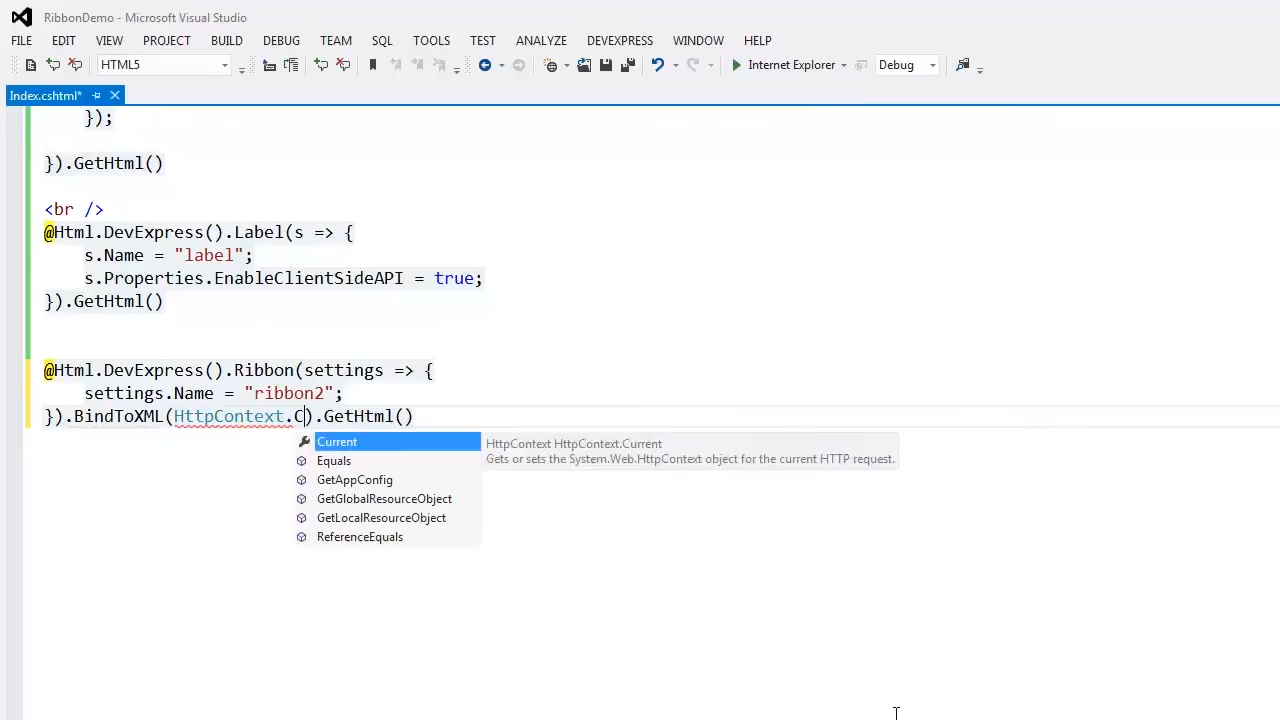 RibbonDemo - Microsoft Visual Studio
FILE EDIT VIEW PROJECT BUILD DEBUG TEAM SQL TOOLS TEST ANALYZE DEVEXPRESS WINDOW HELP
HTML5 Internet Explorer Debug
Index.cshtml*
});
}).GetHtml()
<br />
@Html.DevExpress().Label(s => {
s.Name = "label";
s.Properties.EnableClientSideAPI = true;
}).GetHtml()
@Html.DevExpress().Ribbon(settings => {
settings.Name = "ribbon2";
}).BindToXML(HttpContext.C).GetHtml()
Current
HttpContext HttpContext.Current
Gets or sets the System.Web.HttpContext object for the current HTTP request.
Equals
GetAppConfig
GetGlobalResourceObject
GetLocalResourceObject
ReferenceEquals